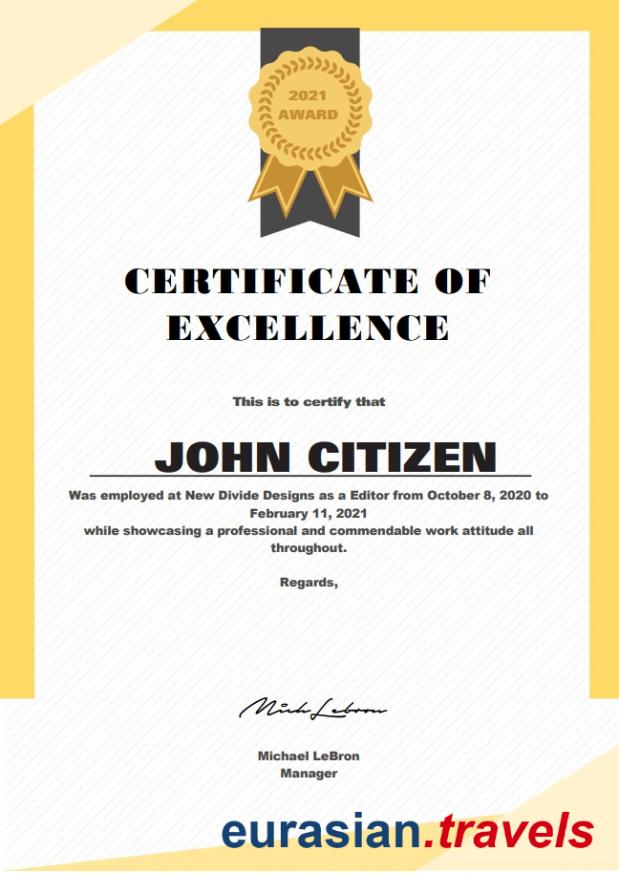 2021
AWARD
CERTIFICATE OF
EXCELLENCE
This is to certify that
JOHN CITIZEN
Was employed at New Divide Designs as a Editor from October 8, 2020 to
February 11, 2021
while showcasing a professional and commendable work attitude all
throughout.
Regards,
Mich Lebron
Michael LeBron
Manager
eurasian.travels